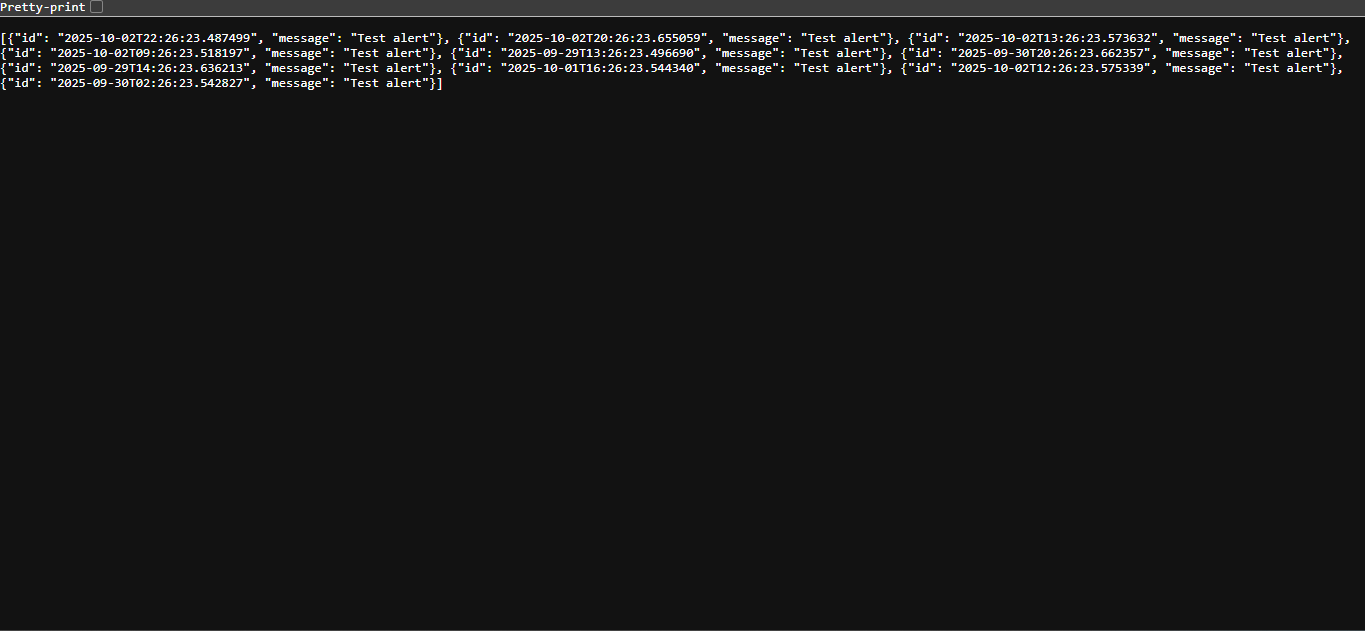 Pretty-print
[{"id": "2025-10-02T22:26:23.487499", "message": "Test alert"}, {"id": "2025-10-02T20:26:23.655059", "message": "Test alert"}, {"id": "2025-10-02T13:26:23.573632", "message": "Test alert"},
{"id": "2025-10-02T09:26:23.518197", "message": "Test alert"}, {"id": "2025-09-29T13:26:23.496690", "message": "Test alert"}, {"id": "2025-09-30T20:26:23.662357", "message": "Test alert"},
{"id": "2025-09-29T14:26:23.636213", "message": "Test alert"}, {"id": "2025-10-01T16:26:23.544340", "message": "Test alert"}, {"id": "2025-10-02T12:26:23.575339", "message": "Test alert"},
{"id": "2025-09-30T02:26:23.542827", "message": "Test alert"}]